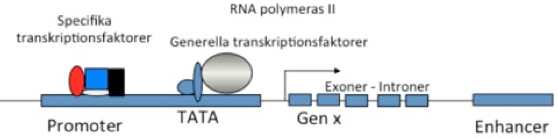 RNA polymeras II
Specifika
transkriptionsfaktorer
Generella transkriptionsfaktorer
Exoner - Introner
Promoter
TATA
Gen x
Enhancer